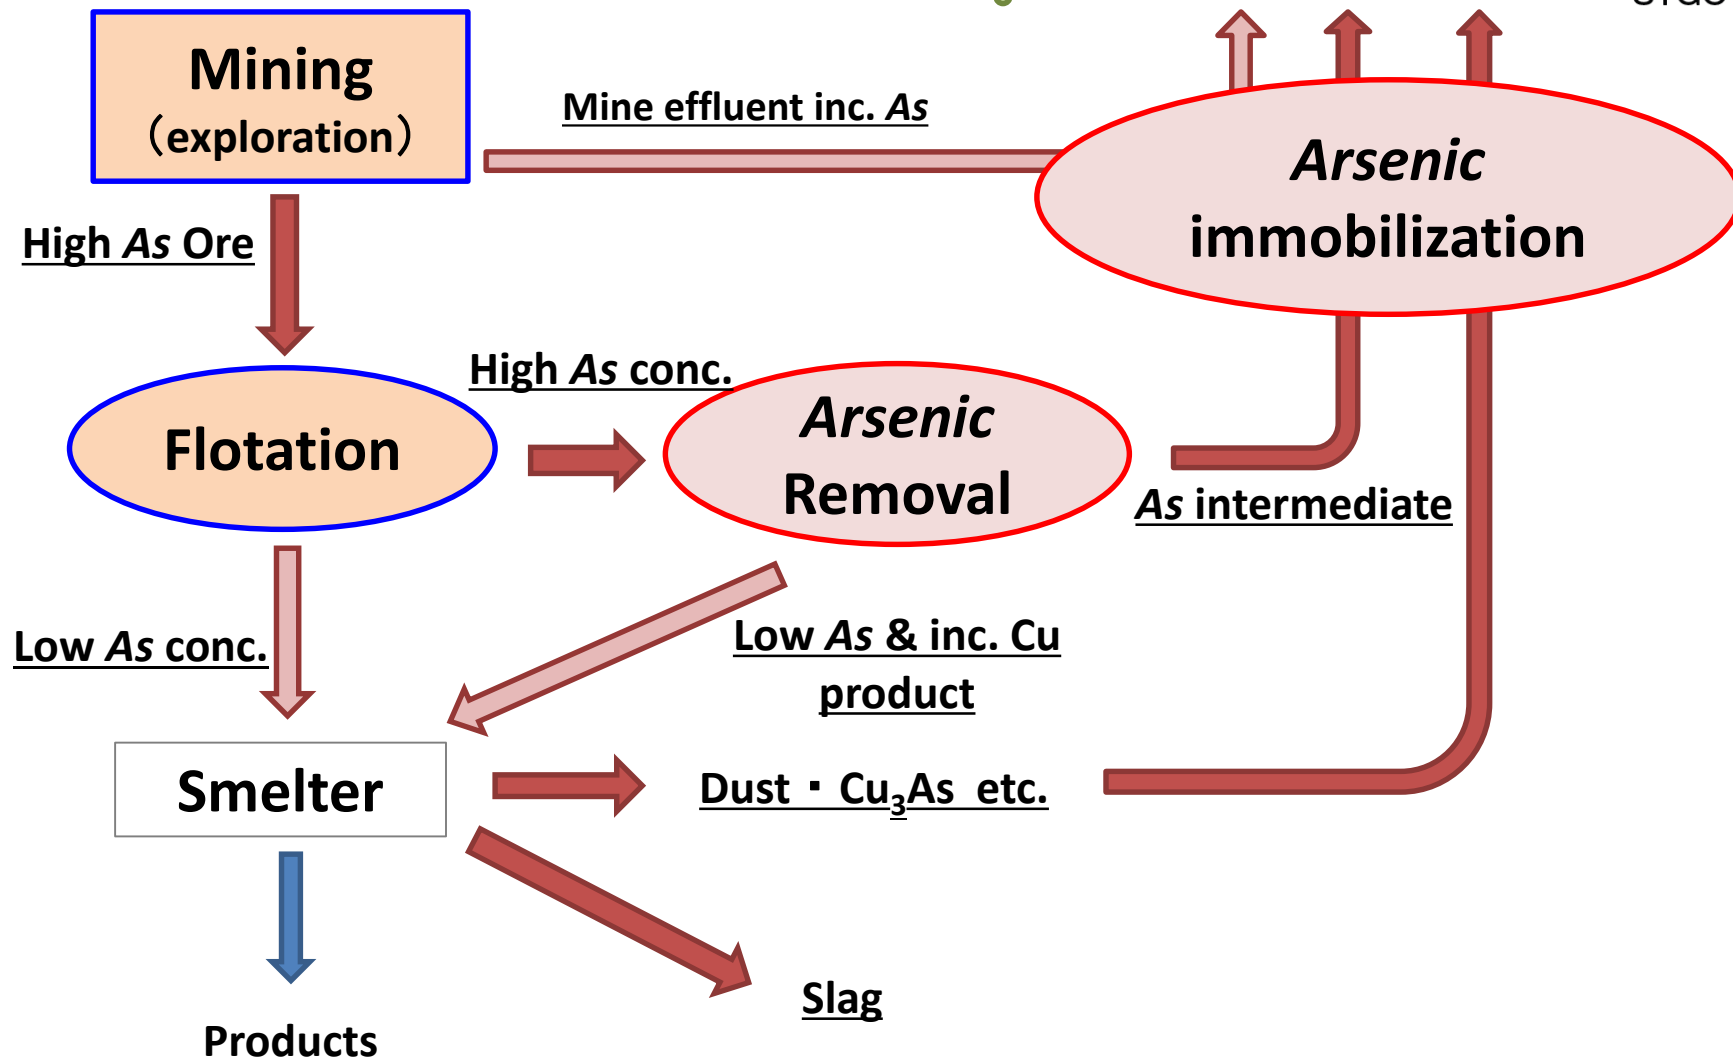 Mining
（exploration）
Mine effluent inc. As
Arsenic
immobilization
High As Ore
High As conc.
Flotation
Arsenic
Removal
As intermediate
Low As conc.
Low As & inc. Cu
product
Smelter
Dust・Cu₃As etc.
Slag
Products